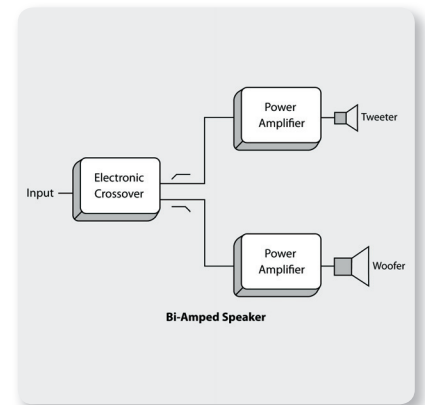 Power
Amplifier
Tweeter
Electronic
Crossover
Input
Power
Amplifier
Woofer
Bi-Amped Speaker